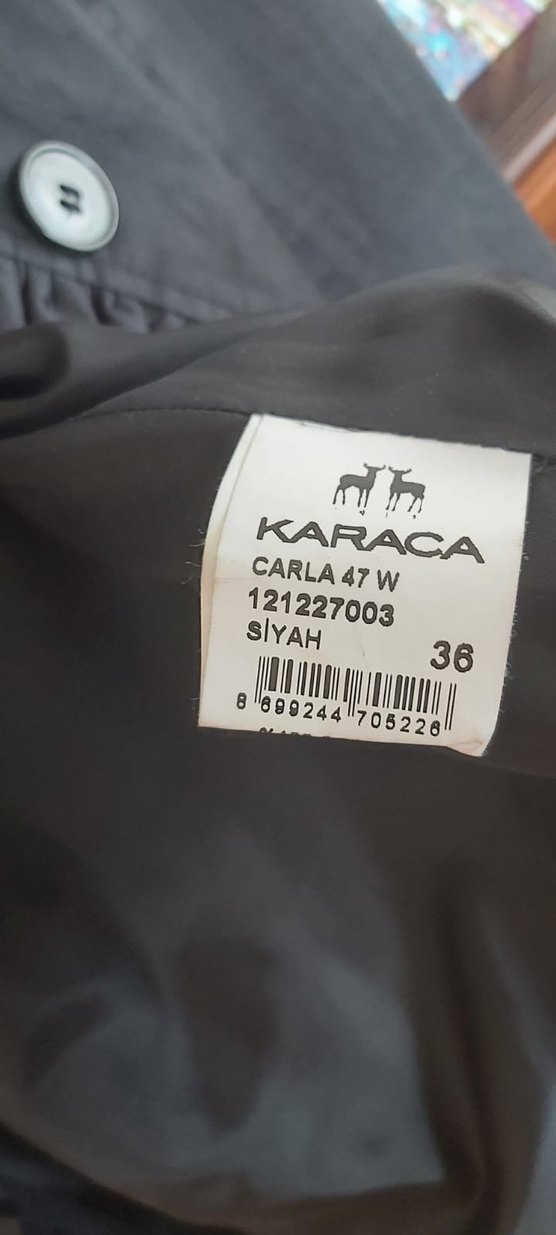 KARACA
CARLA 47 W
121227003
SİYAH
36
8 699244 705226